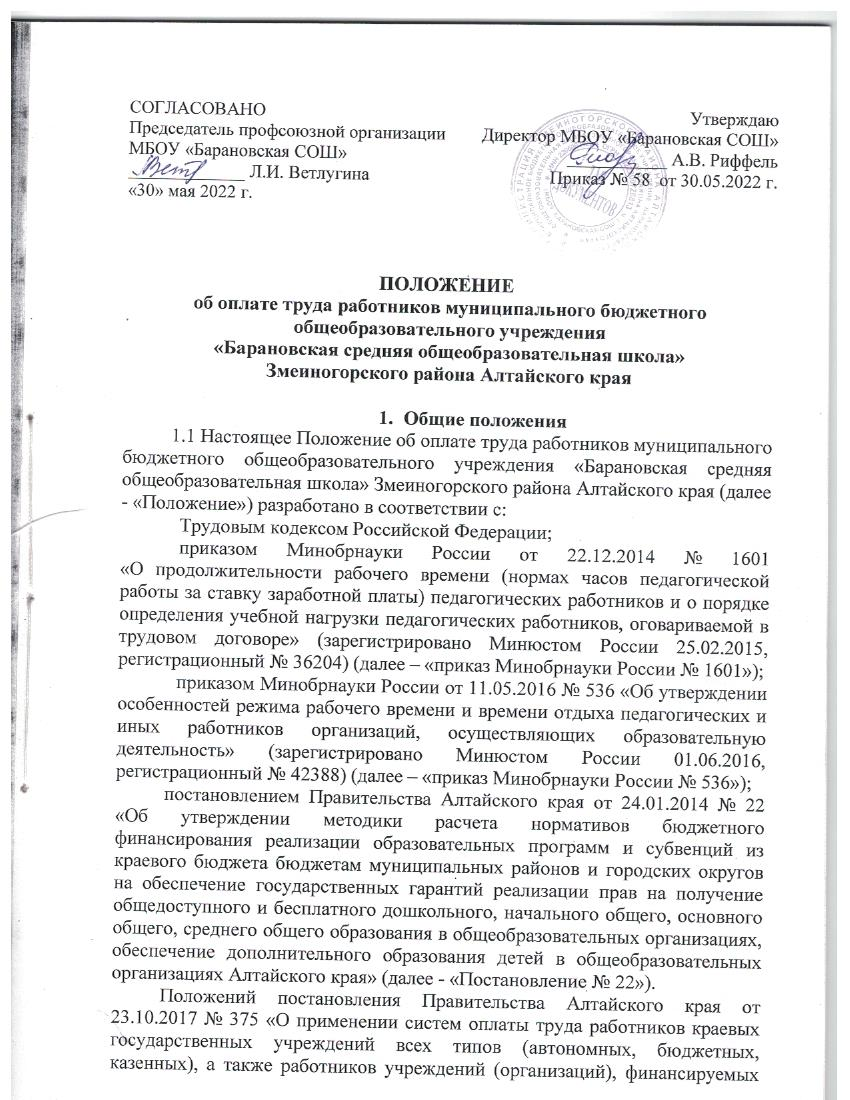 СОГЛАСОВАНО
Председатель профсоюзной организации
МБОУ «Барановская СОШ»
____________ Л.И. Ветлугина
«30» мая 2022 г.
Утверждаю
Директор МБОУ «Барановская СОШ»
___________ А.В. Риффель
Приказ № 58 от 30.05.2022 г.
ДОКУМЕНТОВ
ПОЛОЖЕНИЕ
об оплате труда работников муниципального бюджетного
общеобразовательного учреждения
«Барановская средняя общеобразовательная школа»
Змеиногорского района Алтайского края
1. Общие положения
1.1 Настоящее Положение об оплате труда работников муниципального
бюджетного общеобразовательного учреждения «Барановская средняя
общеобразовательная школа» Змеиногорского района Алтайского края (далее
- «Положение») разработано в соответствии с:
Трудовым кодексом Российской Федерации;
приказом Минобрнауки России от 22.12.2014 № 1601
«О продолжительности рабочего времени (нормах часов педагогической
работы за ставку заработной платы) педагогических работников и о порядке
определения учебной нагрузки педагогических работников, оговариваемой в
трудовом договоре» (зарегистрировано Минюстом России 25.02.2015,
регистрационный № 36204) (далее – «приказ Минобрнауки России № 1601»);
приказом Минобрнауки России от 11.05.2016 № 536 «Об утверждении
особенностей режима рабочего времени и времени отдыха педагогических и
иных работников организаций, осуществляющих образовательную
деятельность» (зарегистрировано Минюстом России 01.06.2016,
регистрационный № 42388) (далее – «приказ Минобрнауки России № 536»);
постановлением Правительства Алтайского края от 24.01.2014 № 22
«Об утверждении методики расчета нормативов бюджетного
финансирования реализации образовательных программ и субвенций из
краевого бюджета бюджетам муниципальных районов и городских округов
на обеспечение государственных гарантий реализации прав на получение
общедоступного и бесплатного дошкольного, начального общего, основного
общего, среднего общего образования в общеобразовательных организациях,
обеспечение дополнительного образования детей в общеобразовательных
организациях Алтайского края» (далее - «Постановление № 22»).
Положений постановления Правительства Алтайского края от
23.10.2017 № 375 «О применении систем оплаты труда работников краевых
государственных учреждений всех типов (автономных, бюджетных,
казенных), а также работников учреждений (организаций), финансируемых